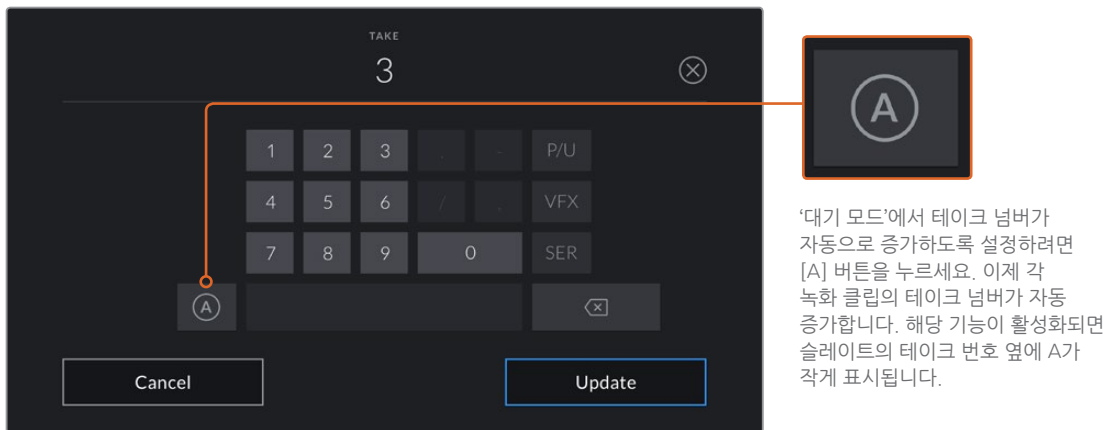 TAKE
3
1 2 3 . - P/U
4 5 6 / , VFX
7 8 9 0 SER
A
Cancel
Update
A
‘대기 모드’에서 테이크 넘버가
자동으로 증가하도록 설정하려면
[A] 버튼을 누르세요. 이제 각
녹화 클립의 테이크 넘버가 자동
증가합니다. 해당 기능이 활성화되면
슬레이트의 테이크 번호 옆에 A가
작게 표시됩니다.